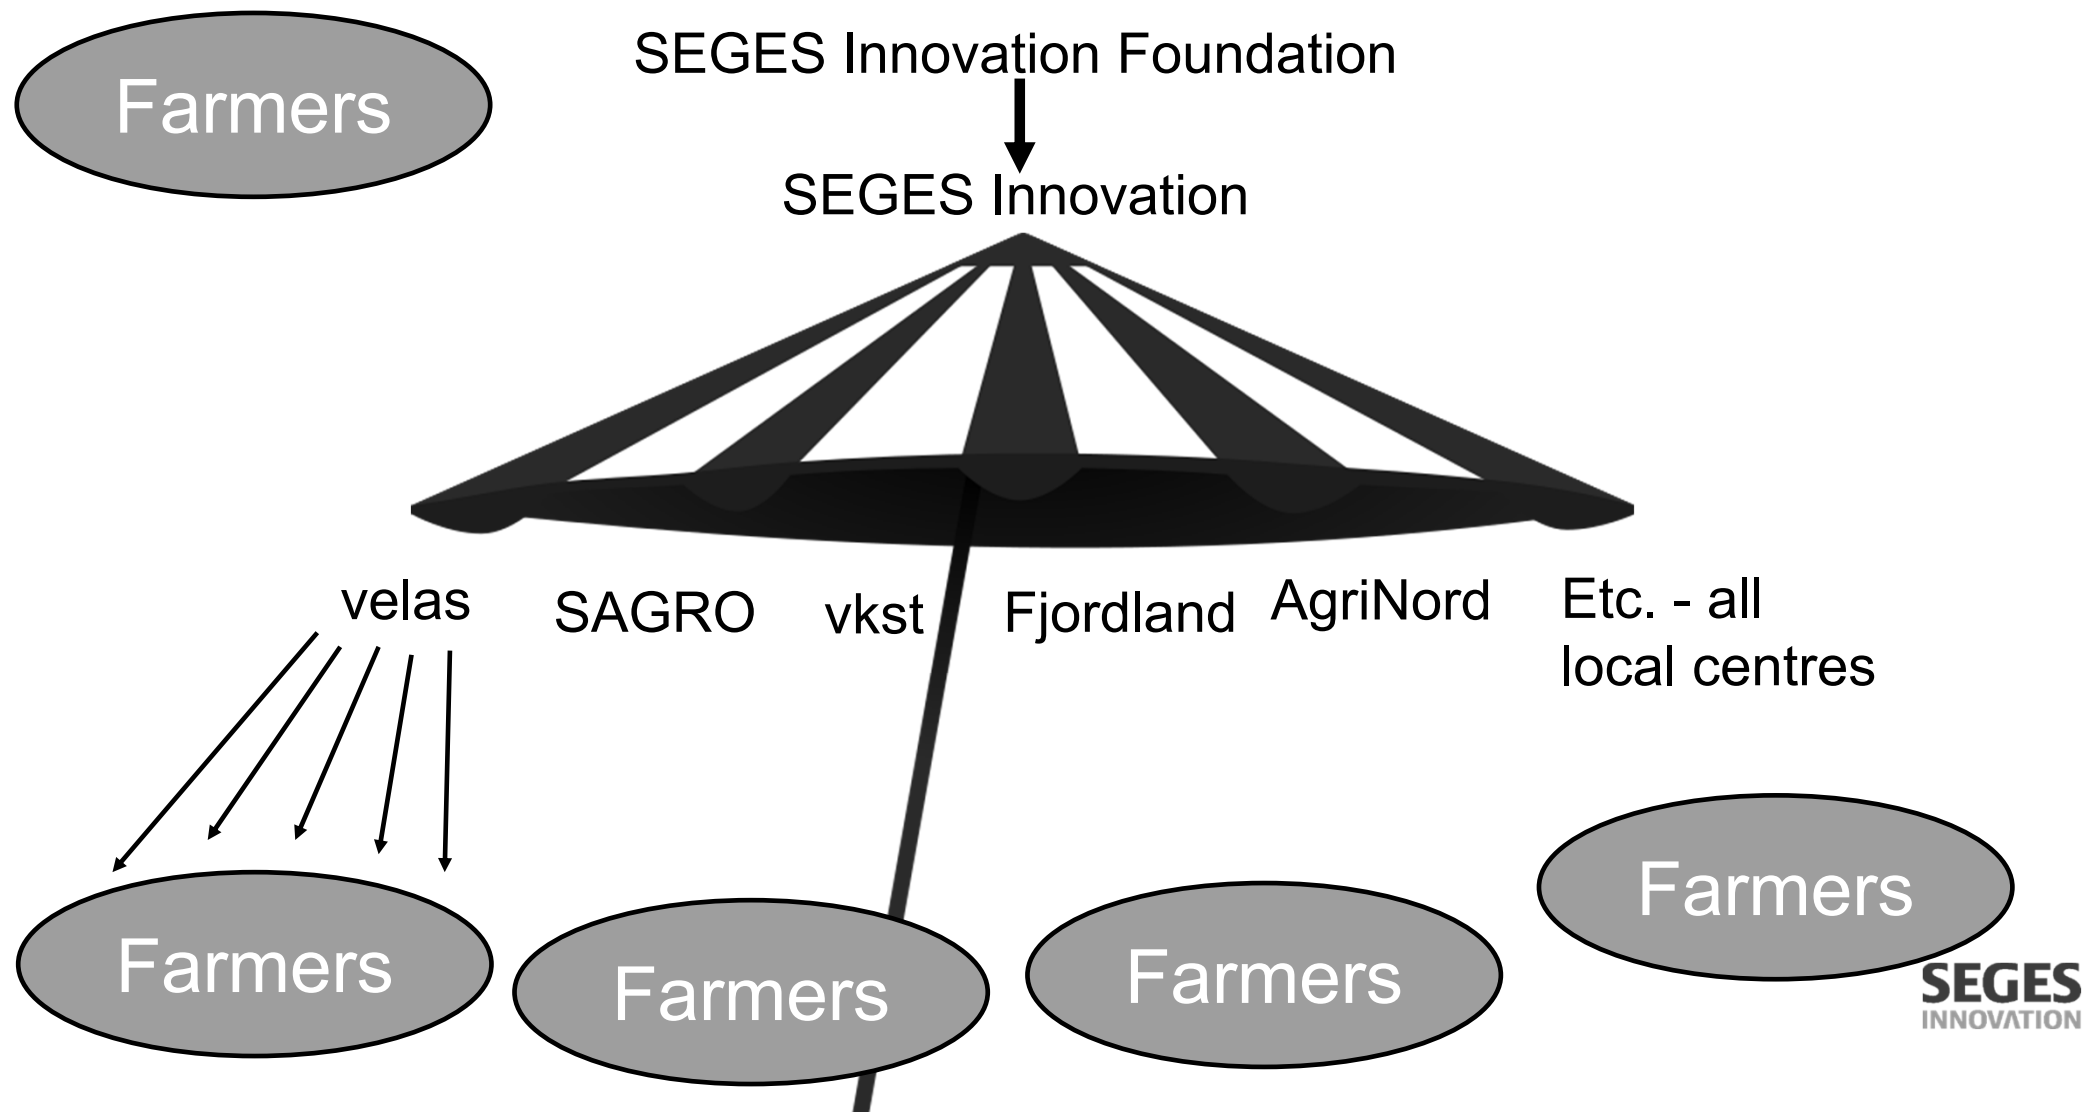 Farmers
SEGES Innovation Foundation
SEGES Innovation
velas
SAGRO
vkst
Fjordland
AgriNord
Etc. - all
local centres
Farmers
Farmers
Farmers
Farmers
SEGES
INNOVATION